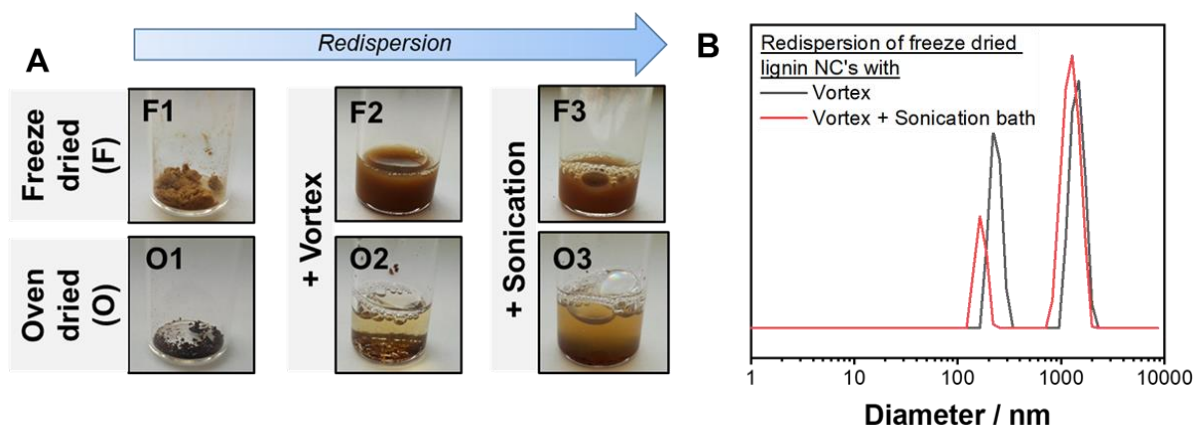 Redispersion
A
B
Freeze
dried
(F)
F1
+ Vortex
F2
+ Sonication
F3
Oven
dried
(O)
O1
O2
O3
Redispersion of freeze dried
lignin NC's with
Vortex
Vortex + Sonication bath
1
10
100
1000
10000
Diameter / nm